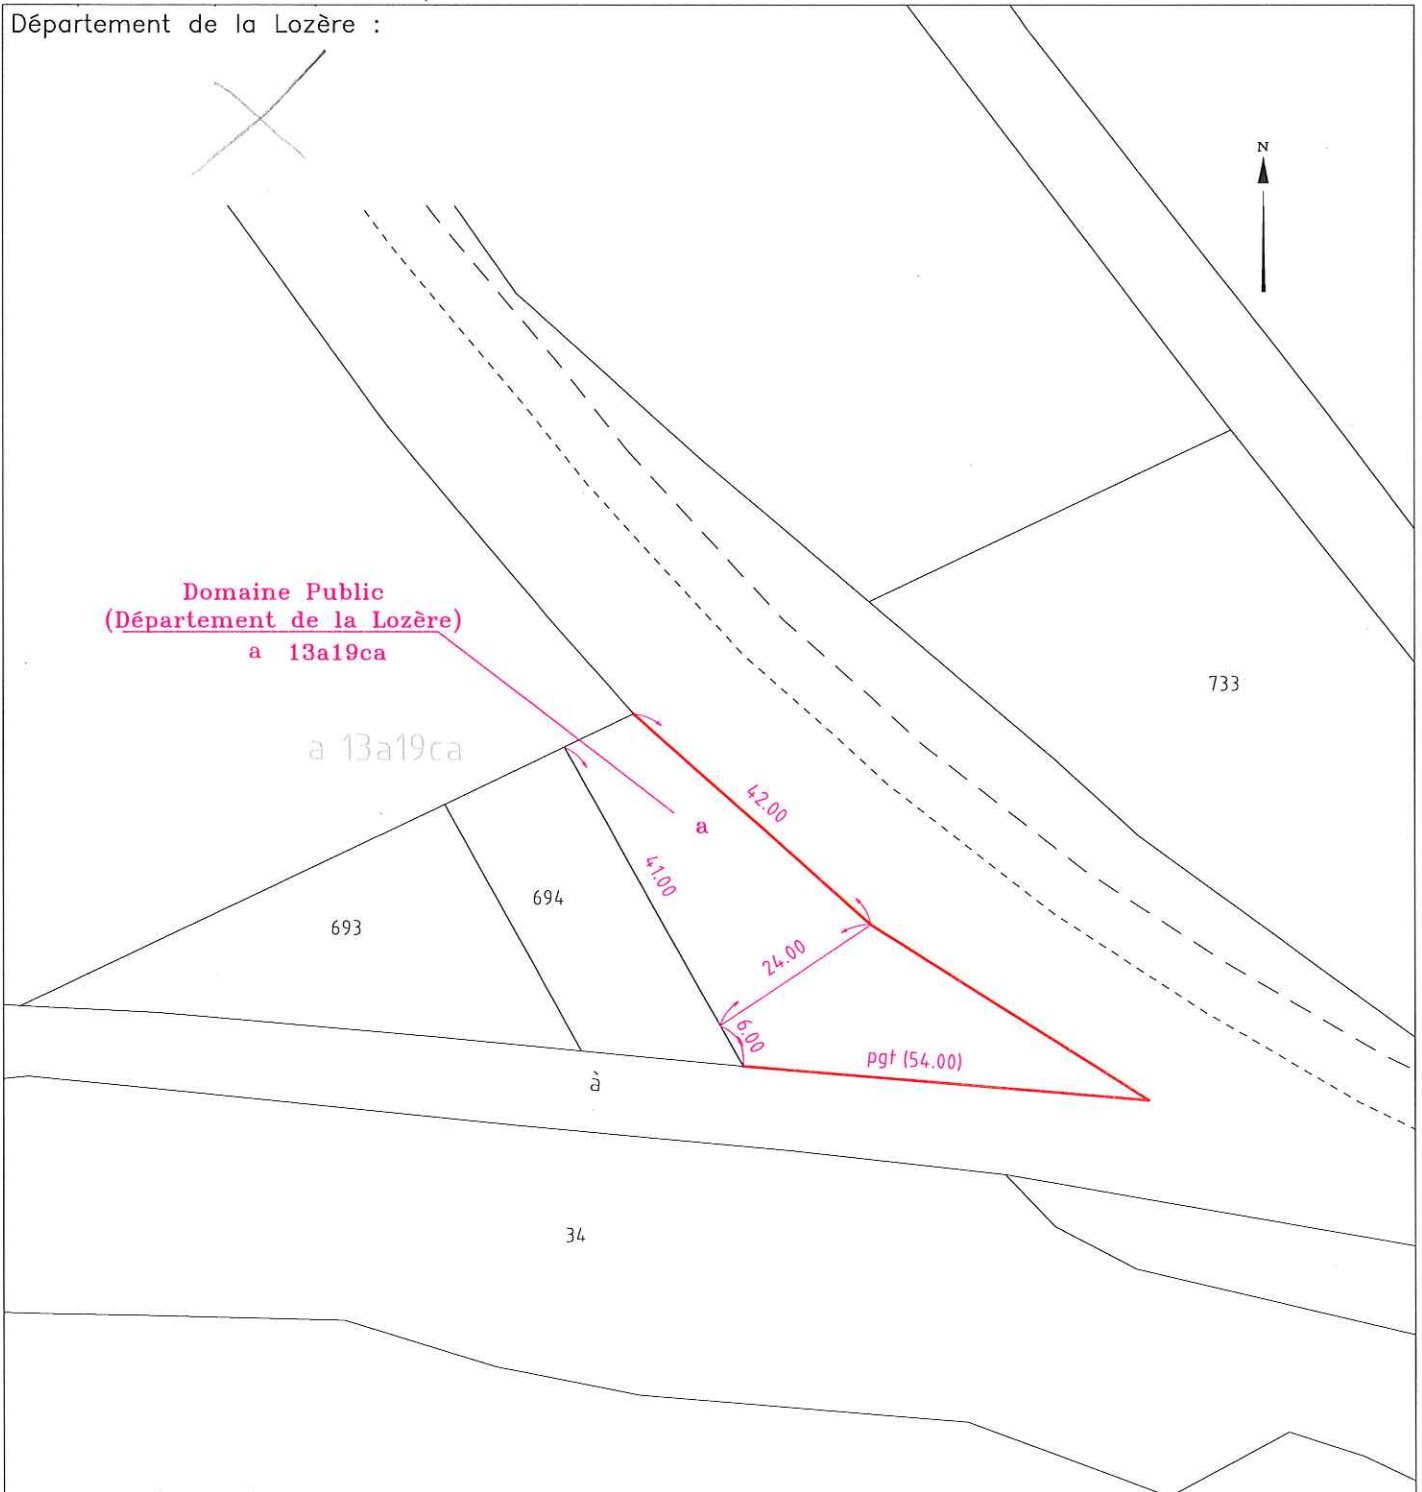 Département de la Lozère :
N
Domaine Public
(Département de la Lozère)
a 13a19ca
733
a 13a19ca
42.00
a
41.00
694
693
24.00
6.00
pgt (54.00)
à
34